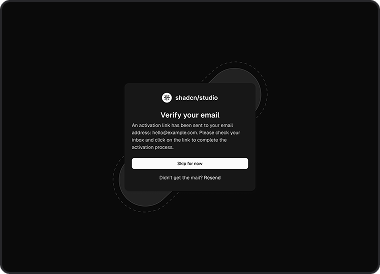 shadcn/studio
Verify your email
An activation link has been sent to your email
address: hello@example.com. Please check your
inbox and click on the link to complete the
activation process.
Skip for now
Didn't get the mail? Resend